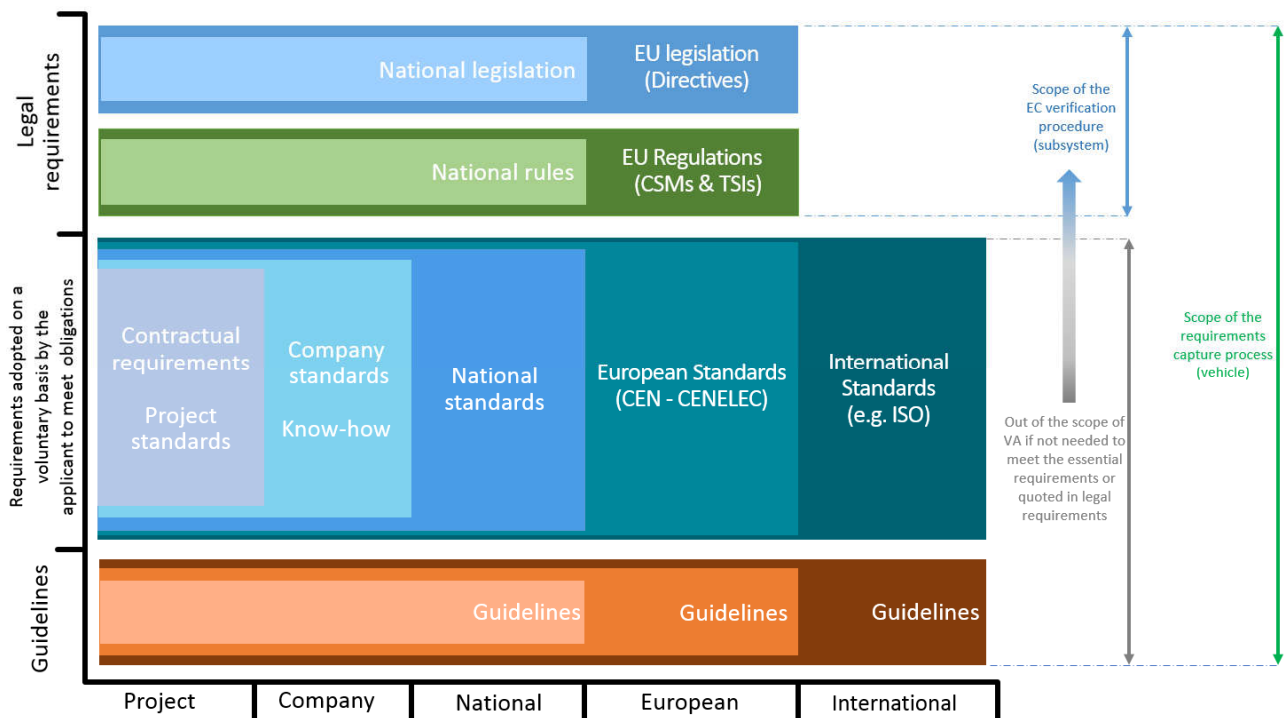 Legal
requirements
National legislation
EU legislation
(Directives)
National rules
EU Regulations
(CSMs & TSIs)
Scope of the
EC verification
procedure
(subsystem)
Requirements adopted on a
voluntary basis by the
applicant to meet obligations
Contractual
requirements
Project
standards
Company
standards
Know-how
National
standards
European Standards
(CEN - CENELEC)
International
Standards
(e.g. ISO)
Out of the scope of
VA if not needed to
meet the essential
requirements or
quoted in legal
requirements
Scope of the
requirements
capture process
(vehicle)
Guidelines
Guidelines
Guidelines
Guidelines
Project
Company
National
European
International